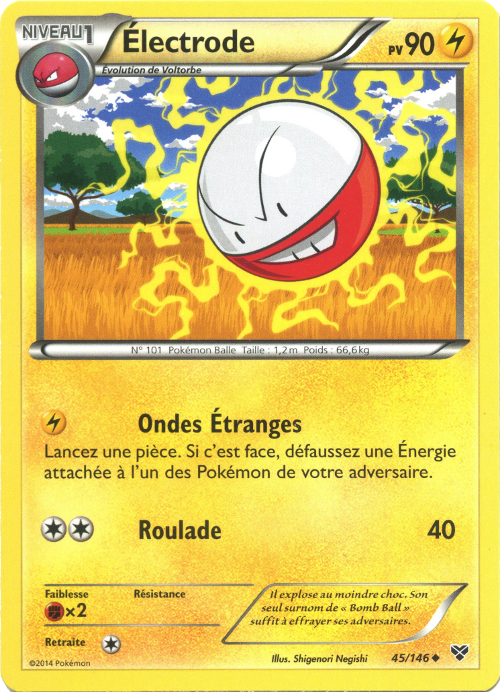 NIVEAU1
Électrode
PV90
Évolution de Voltorbe
N° 101 Pokémon Balle Taille : 1,2m Poids : 66,6kg
Ondes Étranges
Lancez une pièce. Si c'est face, défaussez une Énergie
attachée à l'un des Pokémon de votre adversaire.
Roulade 40
Faiblesse Résistance
×2
Retraite
Il explose au moindre choc. Son
seul surnom de « Bomb Ball »
suffit à effrayer ses adversaires.
©2014 Pokémon Illus. Shigenori Negishi 45/146